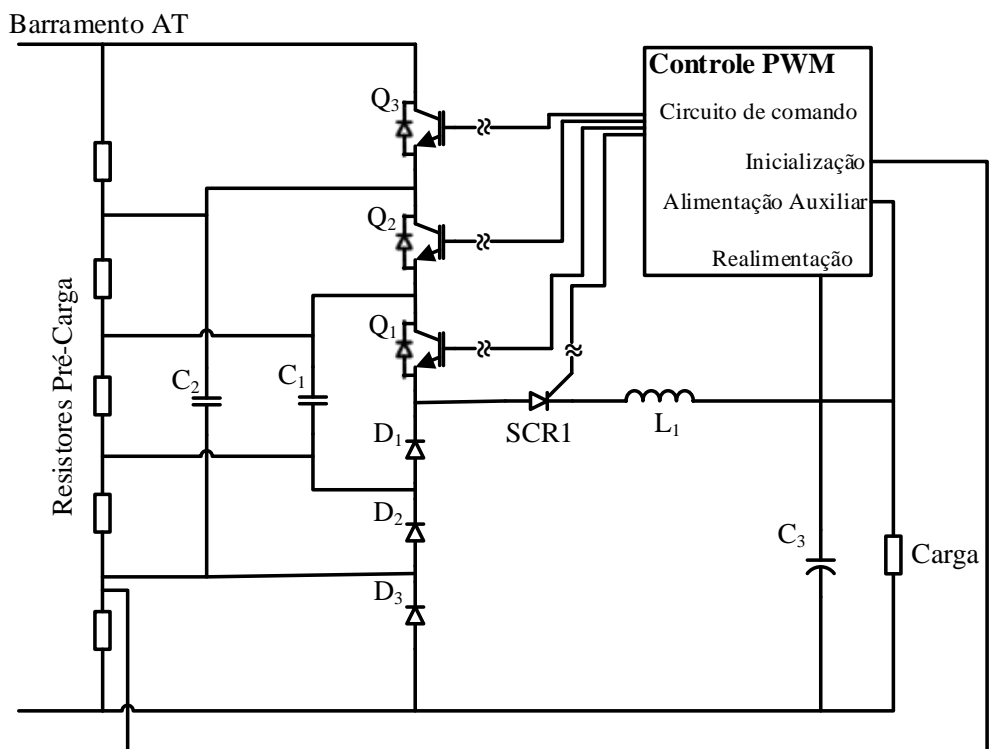 Barramento AT
Controle PWM
Circuito de comando
Inicialização
Alimentação Auxiliar
Realimentação
Q3
Q2
Q1
Resistores Pré-Carga
C2
C1
D1
SCR1
L1
D2
C3
Carga
D3